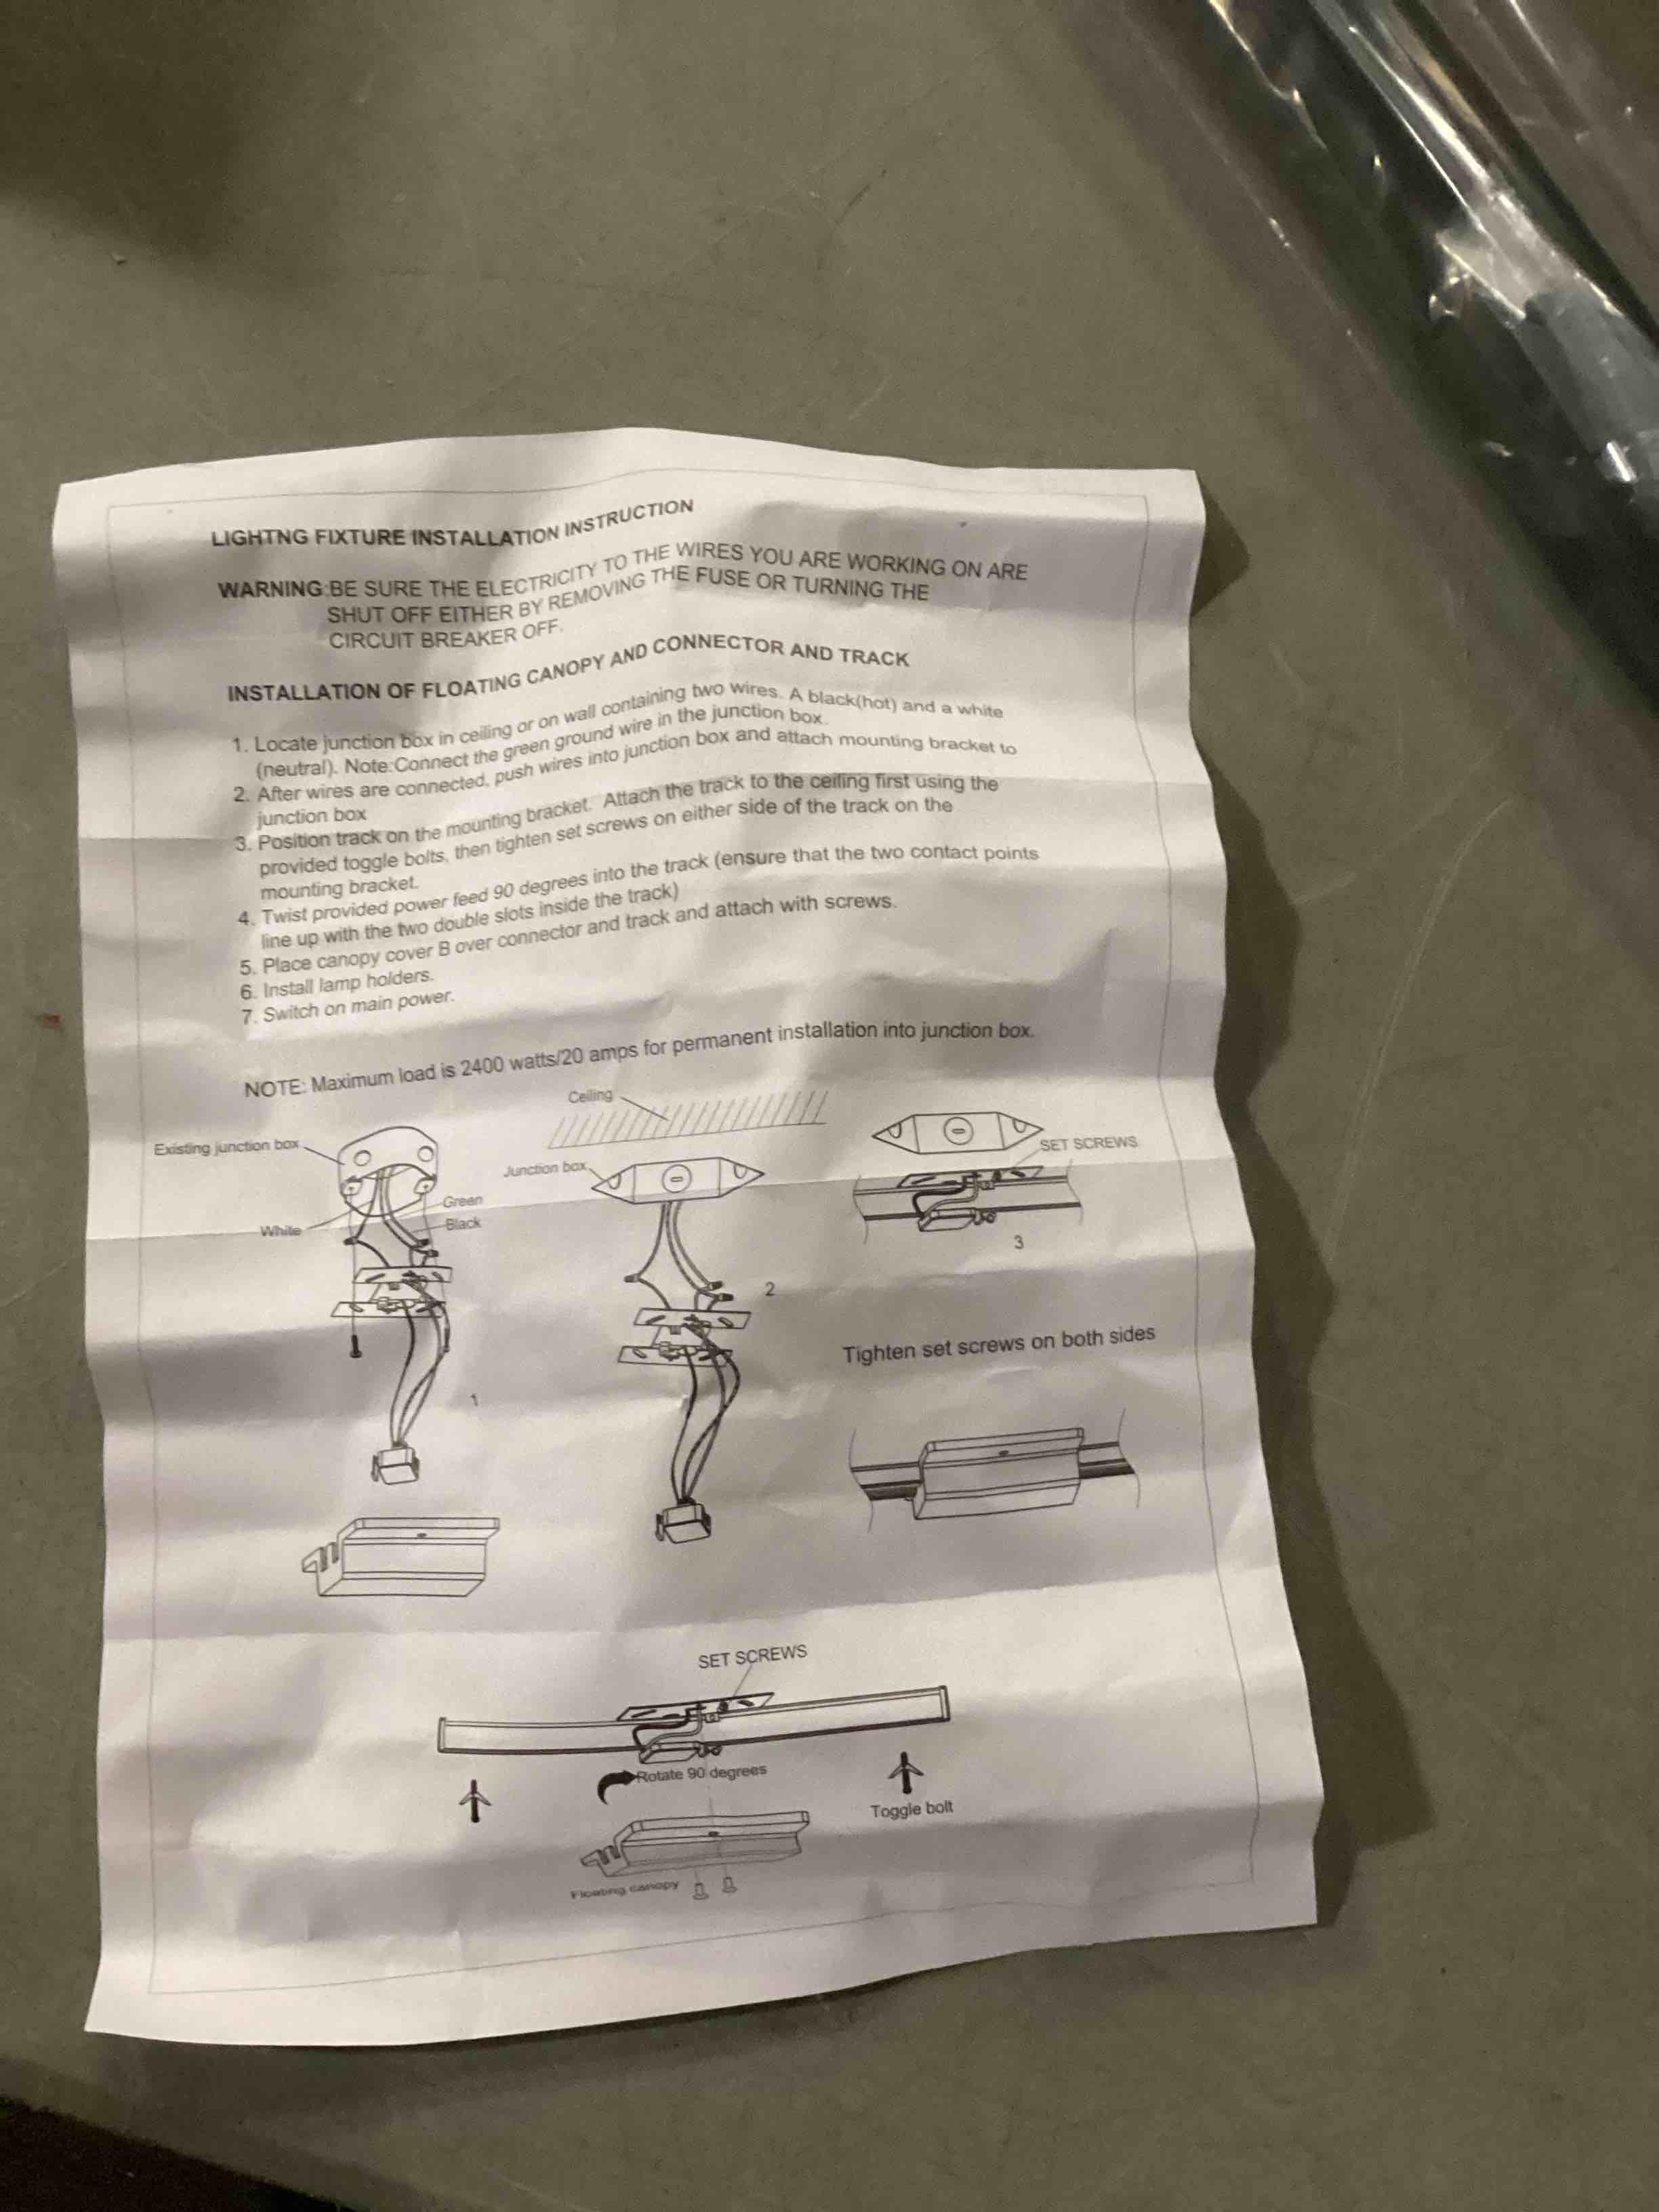 LIGHTNG FIXTURE INSTALLATION INSTRUCTION
WARNING:BE SURE THE ELECTRICITY TO THE WIRES YOU ARE WORKING ON ARE
SHUT OFF EITHER BY REMOVING THE FUSE OR TURNING THE
CIRCUIT BREAKER OFF.
INSTALLATION OF FLOATING CANOPY AND CONNECTOR AND TRACK
1. Locate junction box in ceiling or on wall containing two wires. A black(hot) and a white
(neutral). Note:Connect the green ground wire in the junction box.
2. After wires are connected, push wires into junction box and attach mounting bracket to
junction box
3. Position track on the mounting bracket. Attach the track to the ceiling first using the
provided toggle bolts, then tighten set screws on either side of the track on the
mounting bracket.
4. Twist provided power feed 90 degrees into the track (ensure that the two contact points
line up with the two double slots inside the track)
5. Place canopy cover B over connector and track and attach with screws.
6. Install lamp holders.
7. Switch on main power.
NOTE: Maximum load is 2400 watts/20 amps for permanent installation into junction box.
Ceiling
Existing junction box
Junction box
SET SCREWS
Green
White
Black
3
2
Tighten set screws on both sides
1
SET SCREWS
Rotate 90 degrees
Toggle bolt
Floating canopy